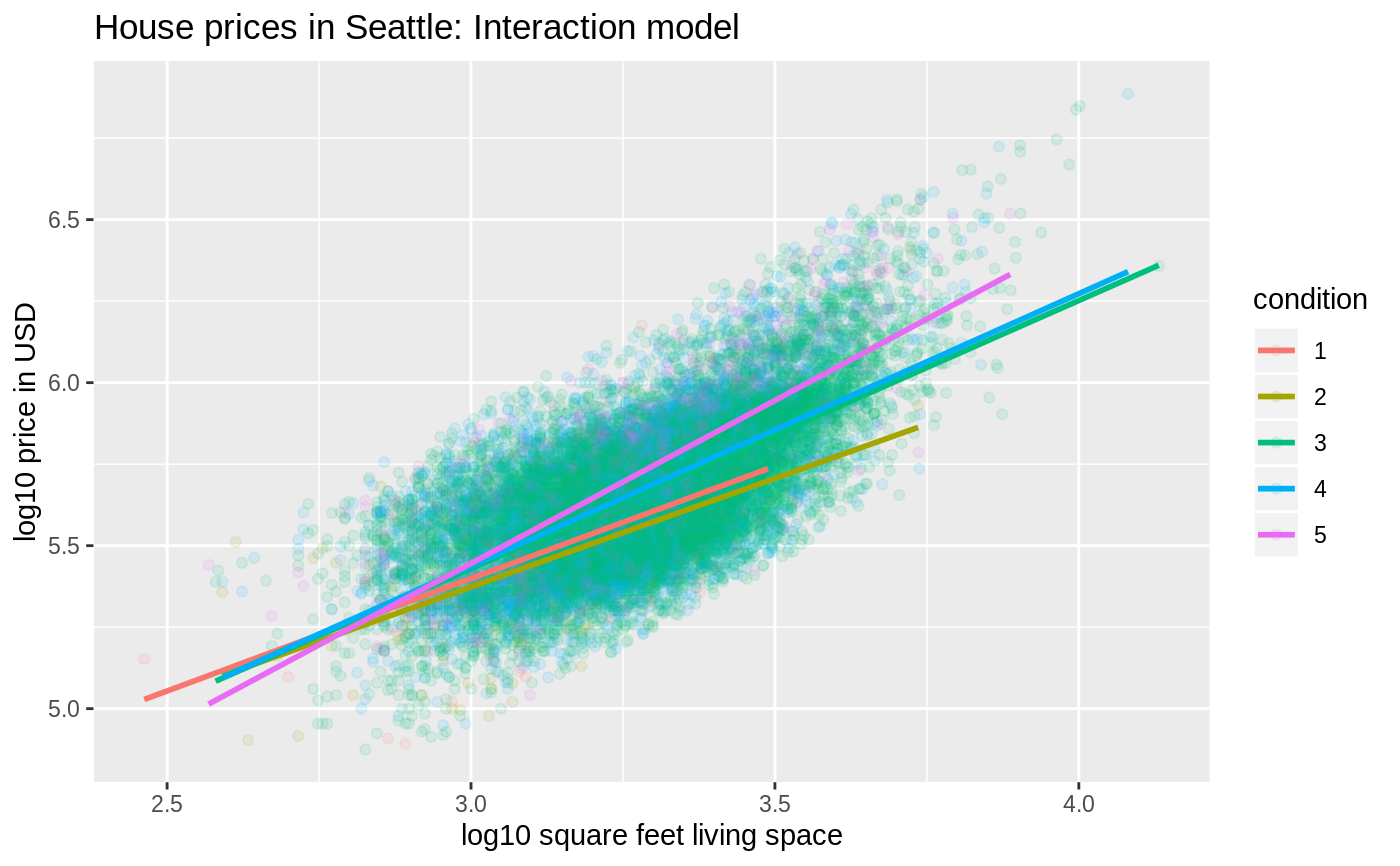 House prices in Seattle: Interaction model
log10 price in USD
6.5
6.0
5.5
5.0
2.5 3.0 3.5 4.0
log10 square feet living space
condition
1
2
3
4
5